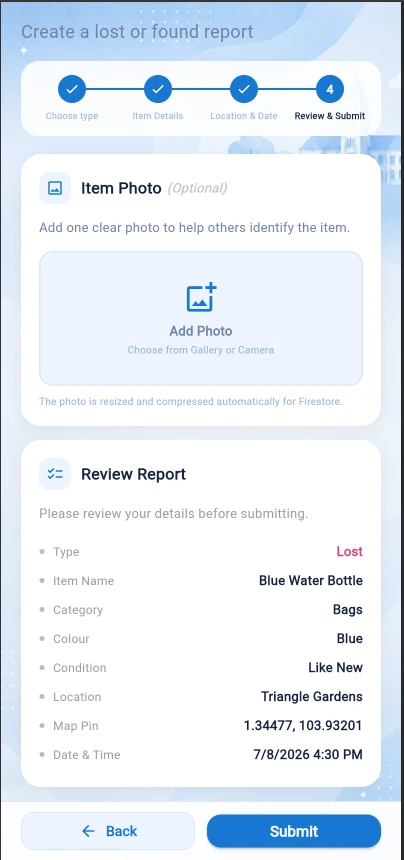 Create a lost or found report
4
Choose type Item Details Location & Date Review & Submit
Item Photo (Optional)
Add one clear photo to help others identify the item.
Add Photo
Choose from Gallery or Camera
The photo is resized and compressed automatically for Firestore.
Review Report
Please review your details before submitting.
Type Lost
Item Name Blue Water Bottle
Category Bags
Colour Blue
Condition Like New
Location Triangle Gardens
Map Pin 1.34477, 103.93201
Date & Time 7/8/2026 4:30 PM
Back Submit